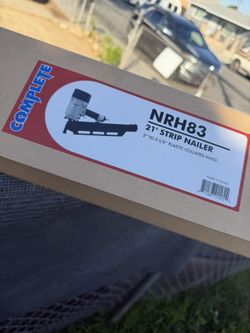 COMPLETE
NRH83
21° STRIP NAILER
2" TO 3-1/2" PLASTIC COLLATED NAILS